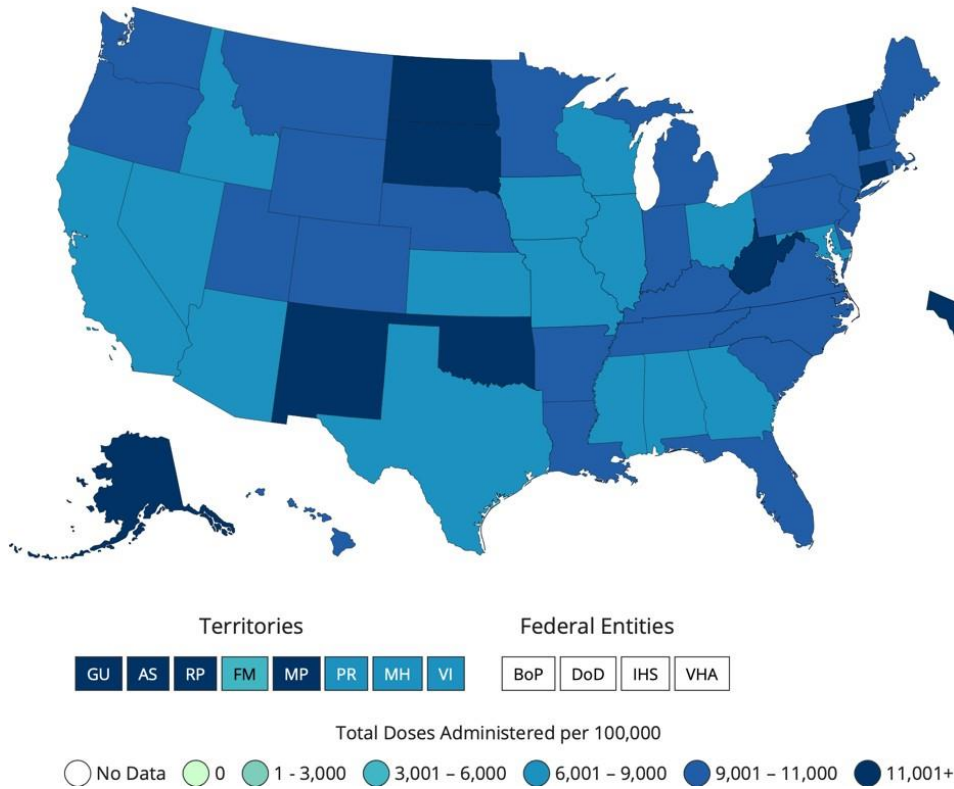 Territories
Federal Entities
GU AS RP FM MP PR MH VI
BoP DoD IHS VHA
Total Doses Administered per 100,000
No Data 0 1 - 3,000 3,001 – 6,000 6,001 – 9,000 9,001 – 11,000 11,001+